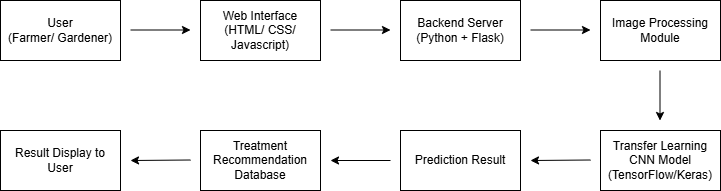 User
(Farmer/ Gardener)
Web Interface
(HTML/ CSS/
Javascript)
Backend Server
(Python + Flask)
Image Processing
Module
Result Display to
User
Treatment
Recommendation
Database
Prediction Result
Transfer Learning
CNN Model
(TensorFlow/Keras)